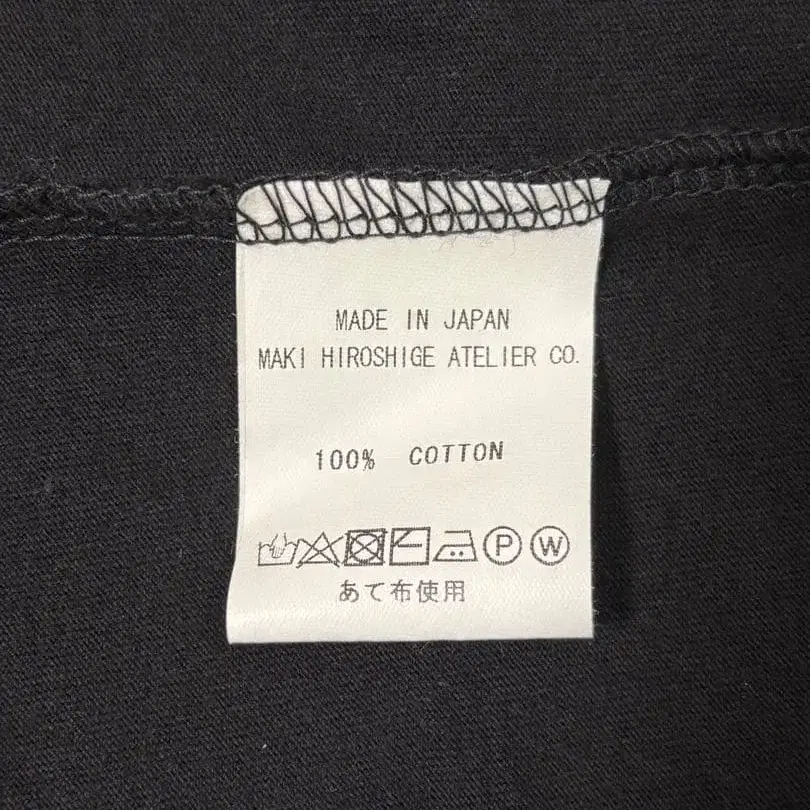 MADE IN JAPAN
MAKI HIROSHIGE ATELIER CO.
100% COTTON
P W
あて布使用